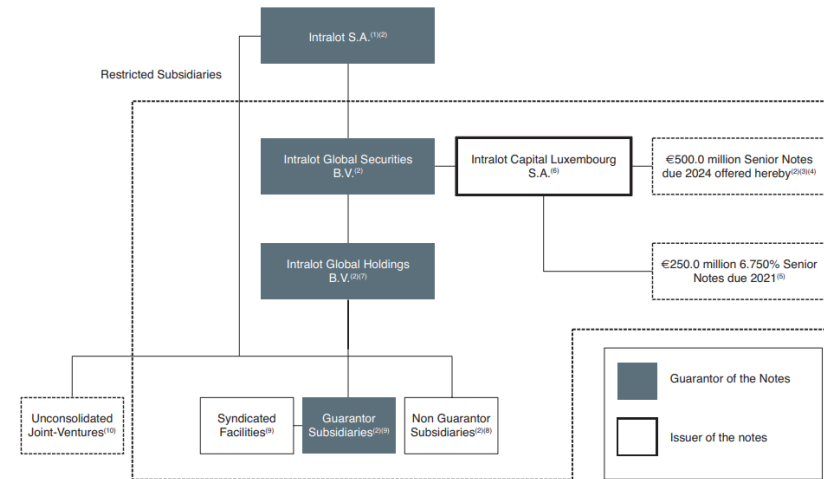 Intralot S.A.(1)(2)
Restricted Subsidiaries
Intralot Global Securities
B.V.(2)
Intralot Capital Luxembourg
S.A.(6)
€500.0 million Senior Notes
due 2024 offered hereby(2)(3)(4)
Intralot Global Holdings
B.V.(2)(7)
€250.0 million 6.750% Senior
Notes due 2021(5)
Guarantor of the Notes
Issuer of the notes
Unconsolidated
Joint-Ventures(10)
Syndicated
Facilities(9)
Guarantor
Subsidiaries(2)(9)
Non Guarantor
Subsidiaries(2)(8)